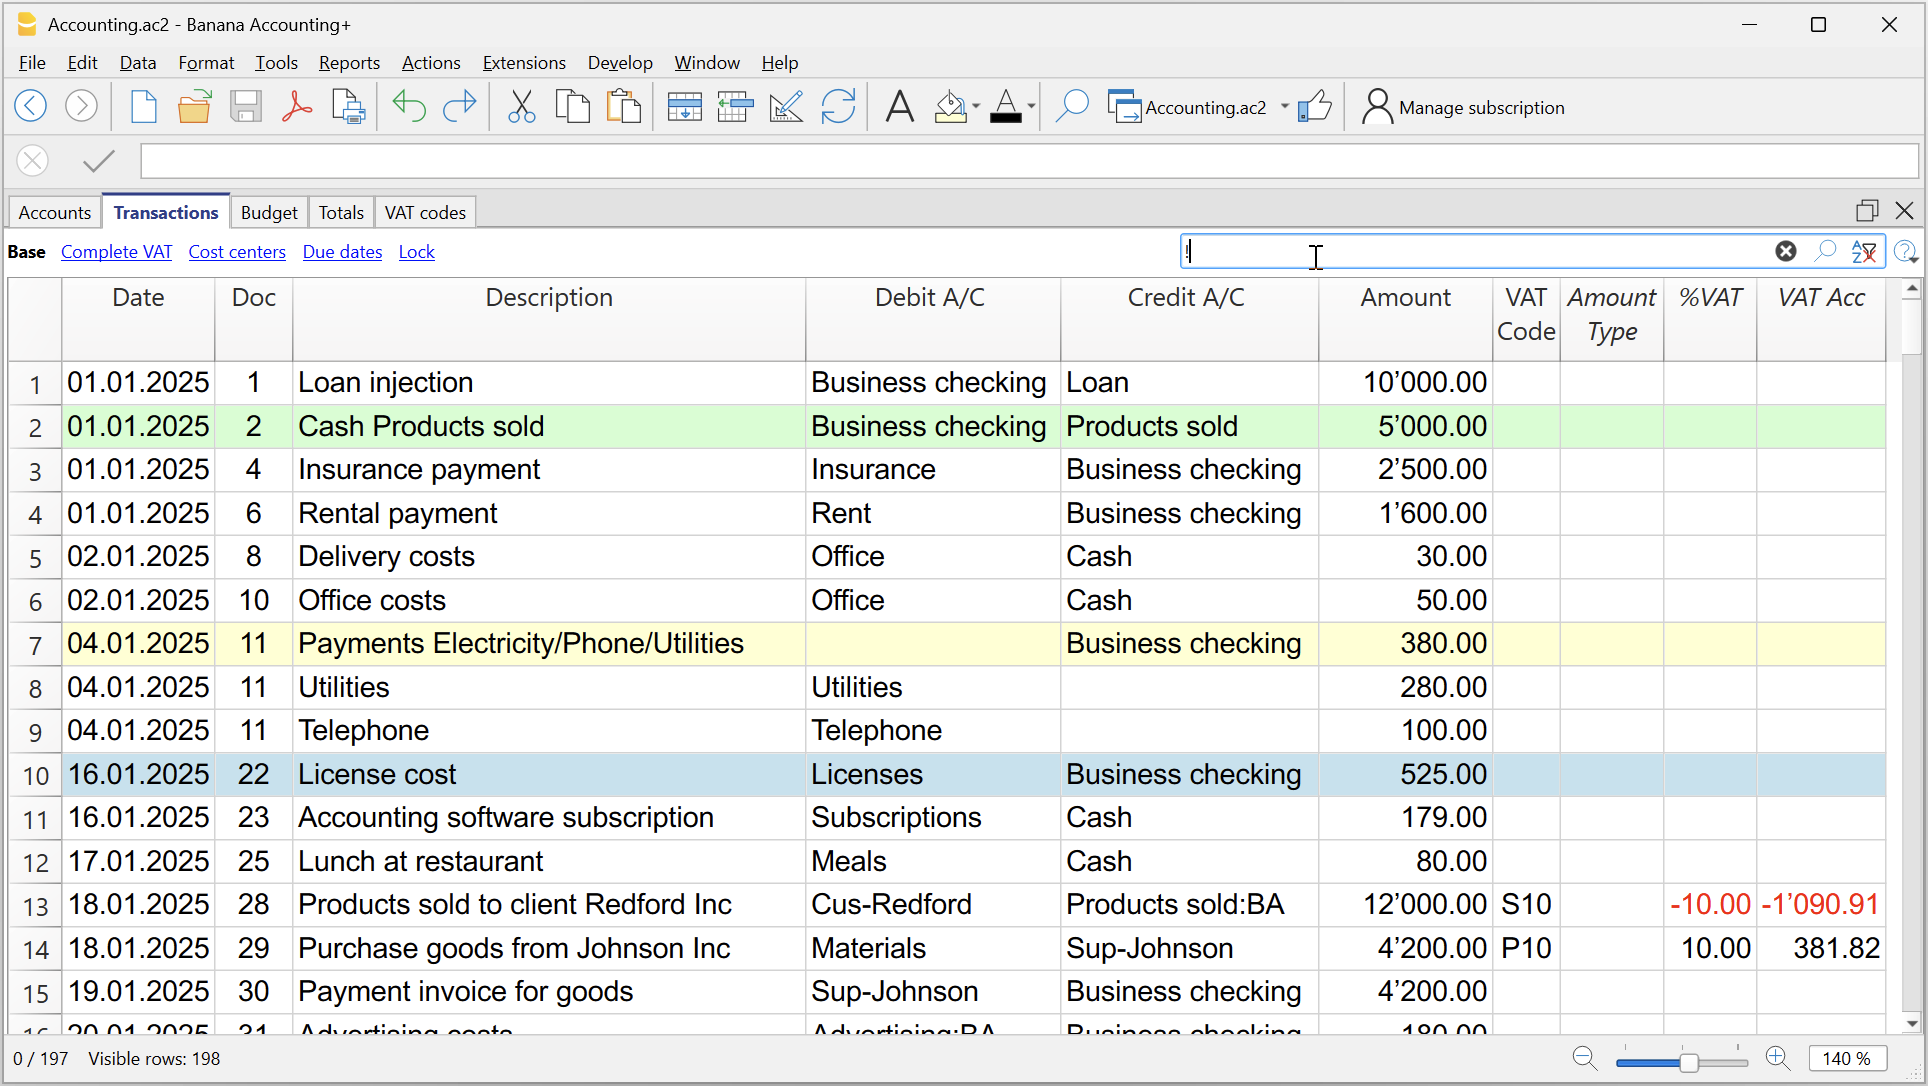 Accounting.ac2 - Banana Accounting+
File Edit Data Format Tools Reports Actions Extensions Develop Window Help
Accounting.ac2 Manage subscription
Accounts Transactions Budget Totals VAT codes
Base Complete VAT Cost centers Due dates Lock !
Date Doc Description Debit A/C Credit A/C Amount VAT Code Amount Type %VAT VAT Acc
1 01.01.2025 1 Loan injection Business checking Loan 10’000.00
2 01.01.2025 2 Cash Products sold Business checking Products sold 5’000.00
3 01.01.2025 4 Insurance payment Insurance Business checking 2’500.00
4 01.01.2025 6 Rental payment Rent Business checking 1’600.00
5 02.01.2025 8 Delivery costs Office Cash 30.00
6 02.01.2025 10 Office costs Office Cash 50.00
7 04.01.2025 11 Payments Electricity/Phone/Utilities Business checking 380.00
8 04.01.2025 11 Utilities Utilities 280.00
9 04.01.2025 11 Telephone Telephone 100.00
10 16.01.2025 22 License cost Licenses Business checking 525.00
11 16.01.2025 23 Accounting software subscription Subscriptions Cash 179.00
12 17.01.2025 25 Lunch at restaurant Meals Cash 80.00
13 18.01.2025 28 Products sold to client Redford Inc Cus-Redford Products sold:BA 12’000.00 S10 -10.00 -1’090.91
14 18.01.2025 29 Purchase goods from Johnson Inc Materials Sup-Johnson 4’200.00 P10 10.00 381.82
15 19.01.2025 30 Payment invoice for goods Sup-Johnson Business checking 4’200.00
16 20.01.2025 31 Advertising costs Advertising:BA Business checking 180.00
0 / 197 Visible rows: 198 140 %